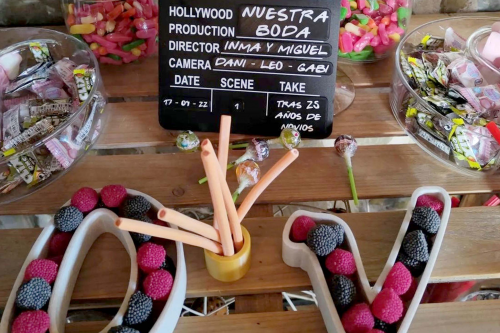 HOLLYWOOD NUESTRA
PRODUCTION BODA
DIRECTOR INMA Y MIGUEL
CAMERA DANI - LEO - GABI
DATE SCENE TAKE
17-09-22 1 TRAS 25
AÑOS DE
NOVIOS